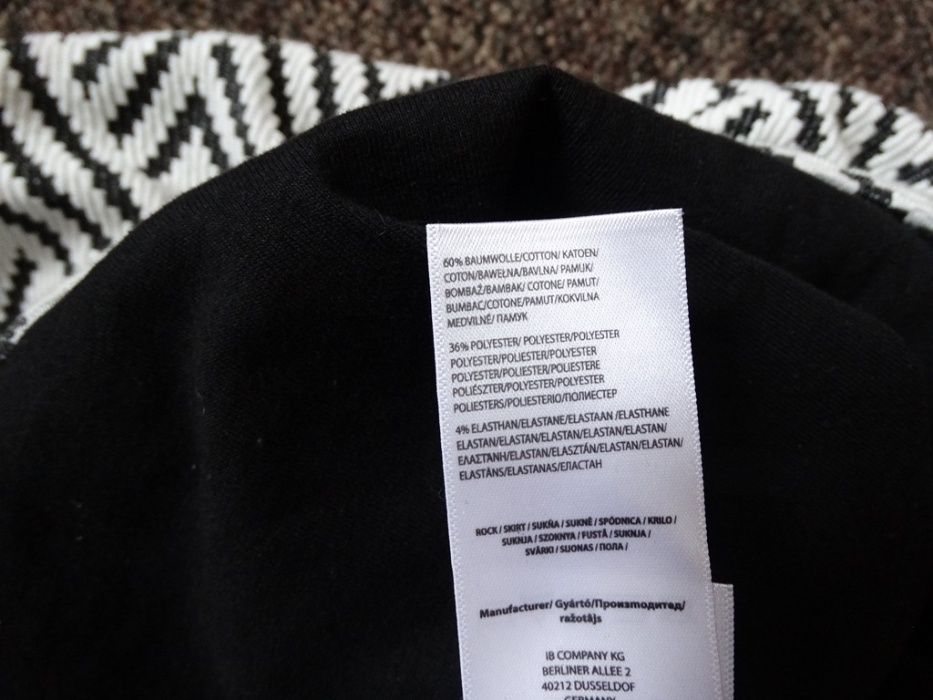 60% BAUMWOLLE/COTTON/ KATOEN/
COTON/BAWEŁNA/BAVLNA/ PAMUK/
BOMBAŽ/BAMBAK/ COTONE/ PAMUT/
BUMBAC/COTONE/PAMUT/KOKVILNA
MEDVILNĖ/ ПАМУК
36% POLYESTER/ POLYESTER/POLYESTER
POLYESTER/POLIESTER/POLYESTER
POLYESTER/POLIESTER/POLIESTERE
POLIÉSZTER/POLYESTER/POLYESTER
POLIESTERS/POLIESTERIO/ПОЛИЕСТЕР
4% ELASTHAN/ELASTANE/ELASTAAN /ELASTHANE
ELASTAN/ELASTAN/ELASTAN/ELASTAN/ELASTAN/
ΕΛΑΣΤΑΝΗ/ELASTAN/ELASZTÁN/ELASTAN/ELASTAN/
ELASTĀNS/ELASTANAS/ЕЛАСТАН
ROCK / SKIRT / SUKŇA / SUKNĚ / SPÓDNICA / KRILO /
SUKNJA / SZOKNYA / FUSTĂ / SUKNJA /
SVĀRKI / SIJONAS / ПОЛА /
Manufacturer/ Gyártó/Производител/
ražotājs
IB COMPANY KG
BERLINER ALLEE 2
40212 DUSSELDOF
GERMANY